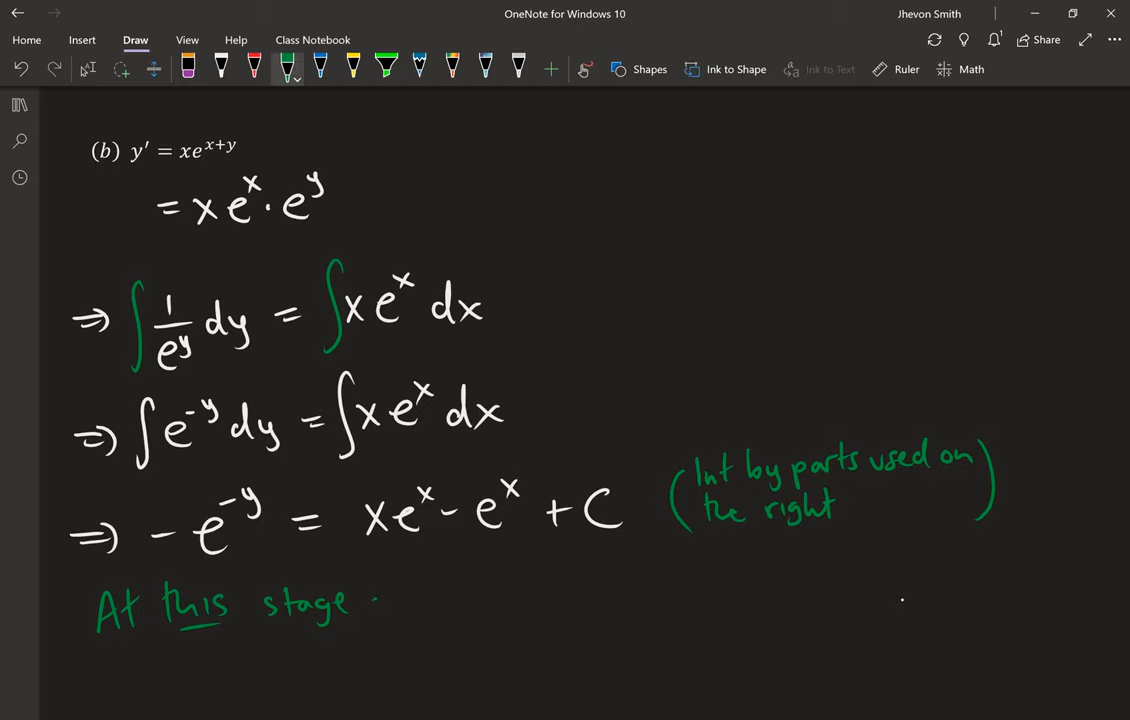 OneNote for Windows 10
Jhevon Smith
Home Insert Draw View Help Class Notebook
Share
Shapes Ink to Shape Ink to Text Ruler Math
(b) y′ = xe^{x+y}
= x e^x · e^y
⇒ ∫ 1/e^y dy = ∫ x e^x dx
⇒ ∫ e^{-y} dy = ∫ x e^x dx
⇒ - e^{-y} = xe^x - e^x + C
(Int by parts used on
the right)
At this stage